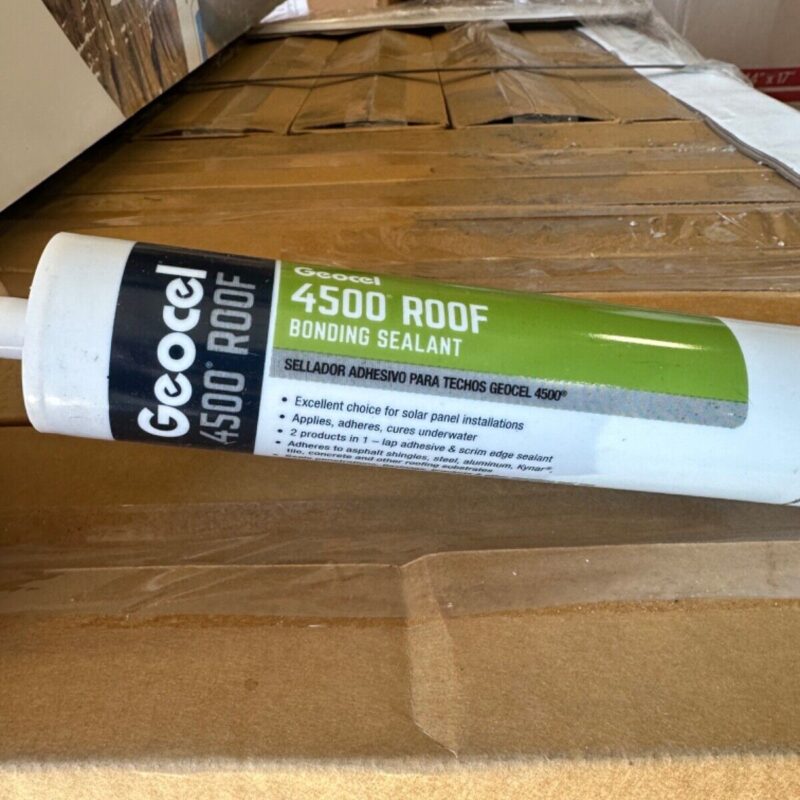 Geocel
4500® ROOF
Geocel
4500® ROOF
BONDING SEALANT
SELLADOR ADHESIVO PARA TECHOS GEOCEL 4500®
• Excellent choice for solar panel installations
• Applies, adheres, cures underwater
• 2 products in 1 – lap adhesive & scrim edge sealant
• Adheres to asphalt shingles, steel, aluminum, Kynar®,
tile, concrete and other roofing substrates